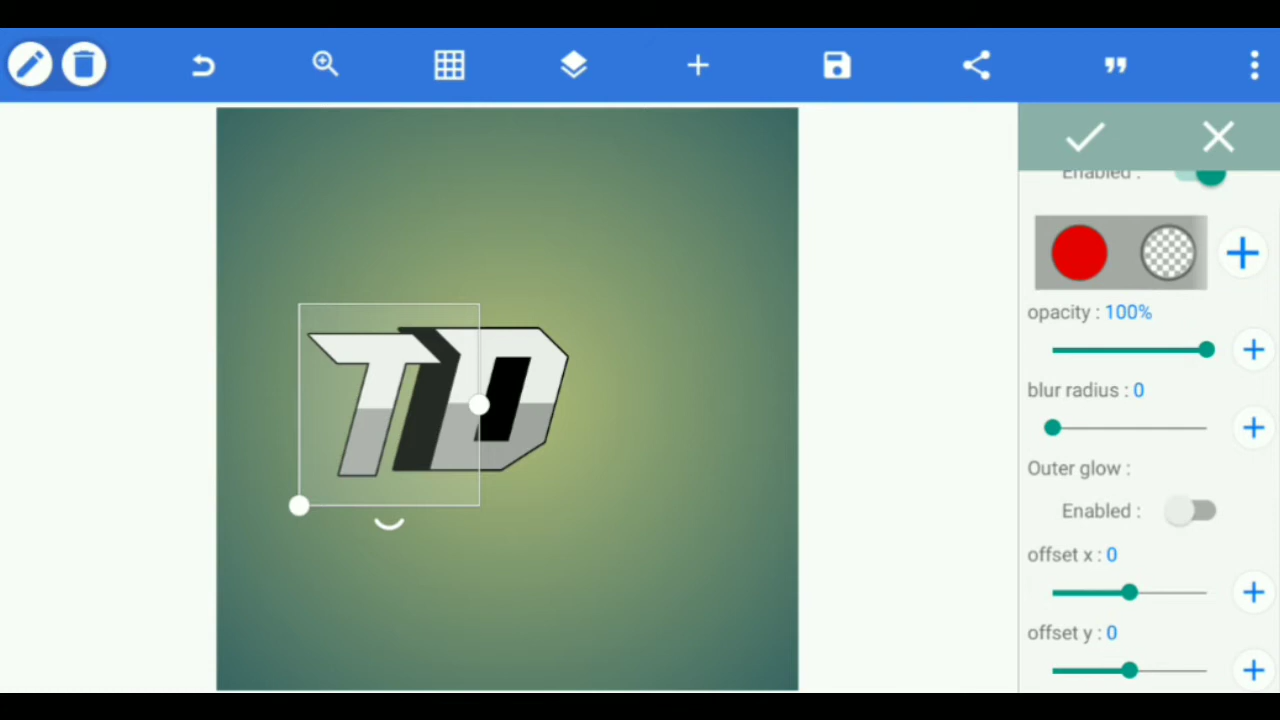 Enabled :
opacity : 100%
blur radius : 0
Outer glow :
Enabled :
offset x : 0
offset y : 0
TD